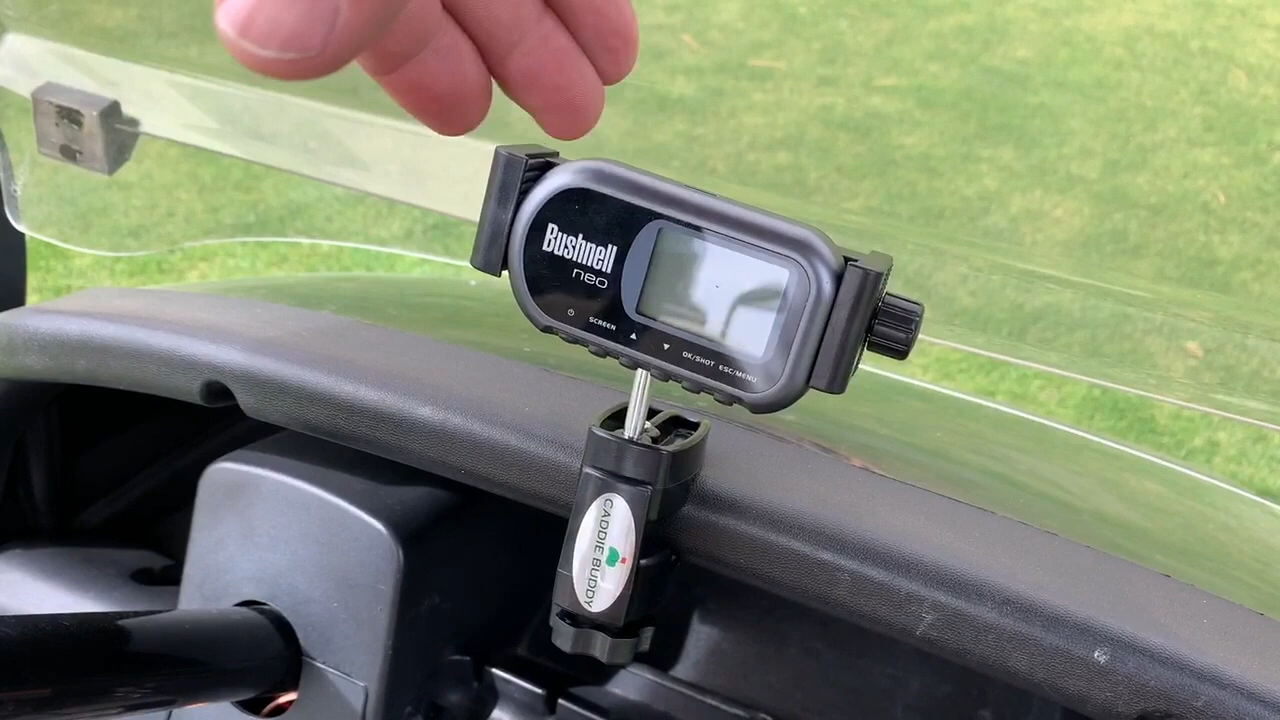 Bushnell
neo
SCREEN
OK/SHOT ESC/MENU
CADDIE BUDDY